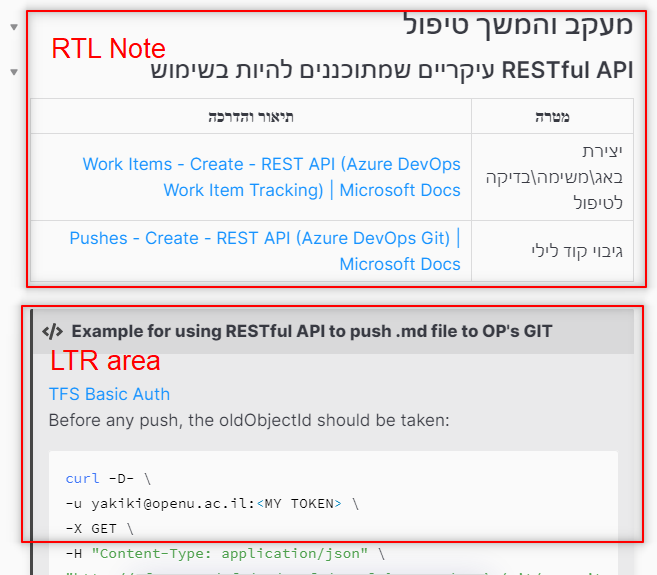 מעקב והמשך טיפול
RTL Note
RESTful API עיקריים שמתוכננים להיות בשימוש
מטרה
תיאור והדרכה
יצירת
באג\משימה\בדיקה
לטיפול
Work Items - Create - REST API (Azure DevOps
Work Item Tracking) | Microsoft Docs
גיבוי קוד לילי
Pushes - Create - REST API (Azure DevOps Git) |
Microsoft Docs
</> Example for using RESTful API to push .md file to OP's GIT
LTR area
TFS Basic Auth
Before any push, the oldObjectId should be taken:
curl -D- \
-u yakiki@openu.ac.il:<MY TOKEN> \
-X GET \
-H "Content-Type: application/json" \